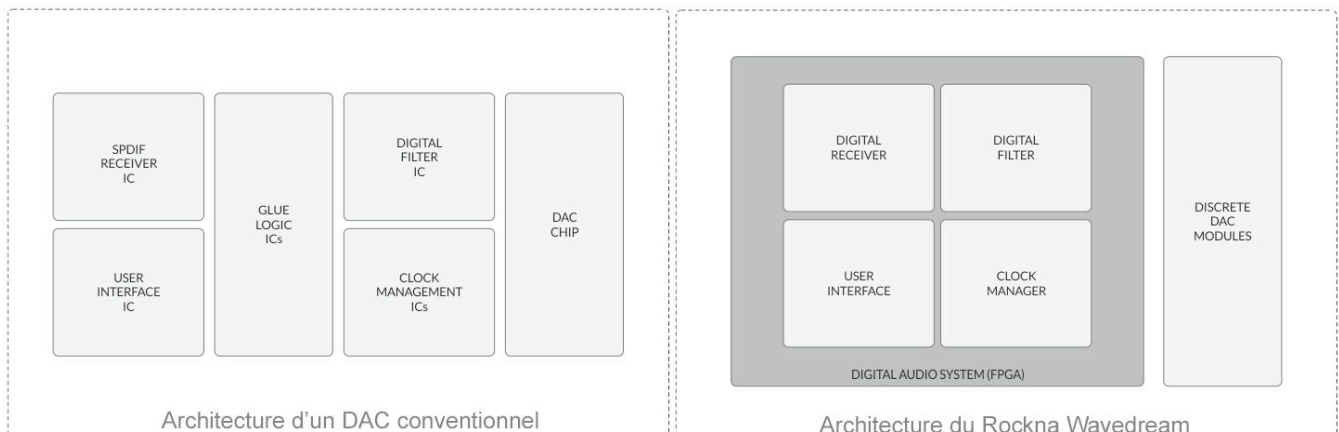 SPDIF
RECEIVER
IC
USER
INTERFACE
IC
GLUE
LOGIC
ICs
DIGITAL
FILTER
IC
CLOCK
MANAGEMENT
ICs
DAC
CHIP
Architecture d'un DAC conventionnel
DIGITAL
RECEIVER
DIGITAL
FILTER
USER
INTERFACE
CLOCK
MANAGER
DIGITAL AUDIO SYSTEM (FPGA)
DISCRETE
DAC
MODULES
Architecture du Rockna Wavedream